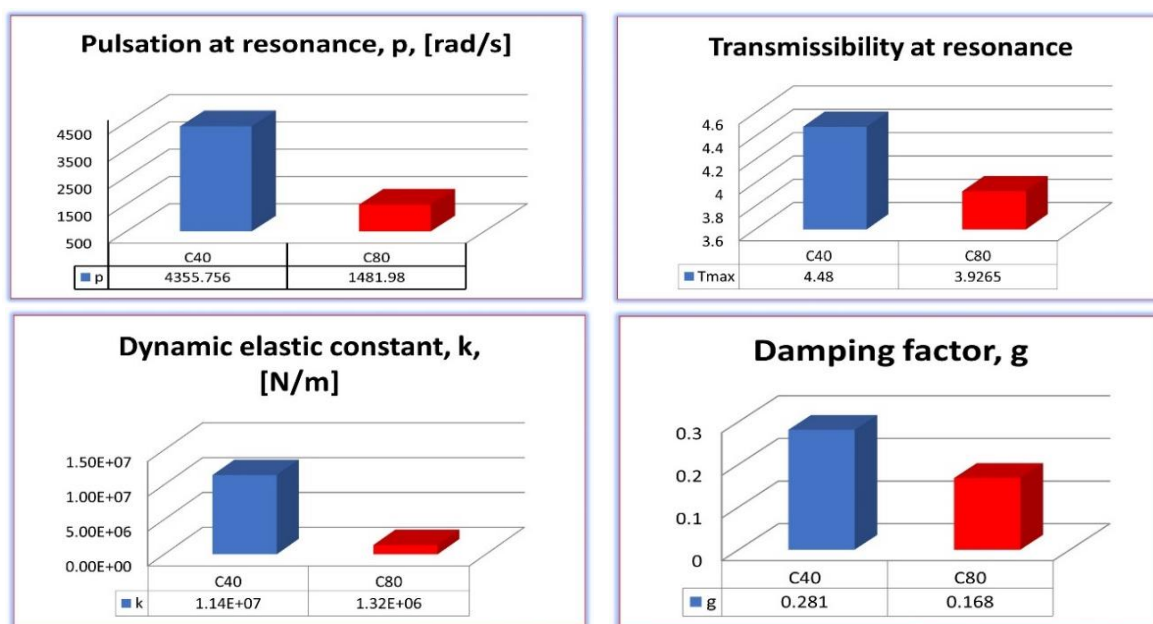 Pulsation at resonance, p, [rad/s]
4500
3500
2500
1500
500
C40 C80
p 4355.756 1481.98
Transmissibility at resonance
4.6
4.4
4.2
4
3.8
3.6
C40 C80
Tmax 4.48 3.9265
Dynamic elastic constant, k,
[N/m]
1.50E+07
1.00E+07
5.00E+06
0.00E+00
C40 C80
k 1.14E+07 1.32E+06
Damping factor, g
0.3
0.2
0.1
0
C40 C80
g 0.281 0.168